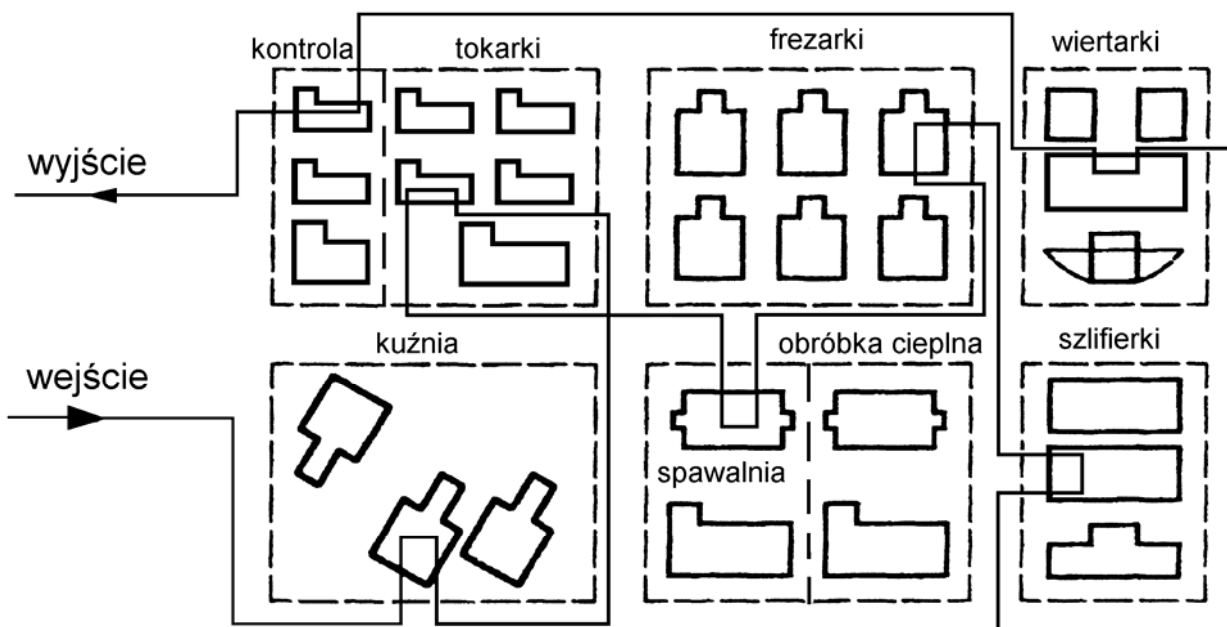 kontrola
tokarki
frezarki
wiertarki
wyjście
kuźnia
obróbka cieplna
szlifierki
wejście
spawalnia